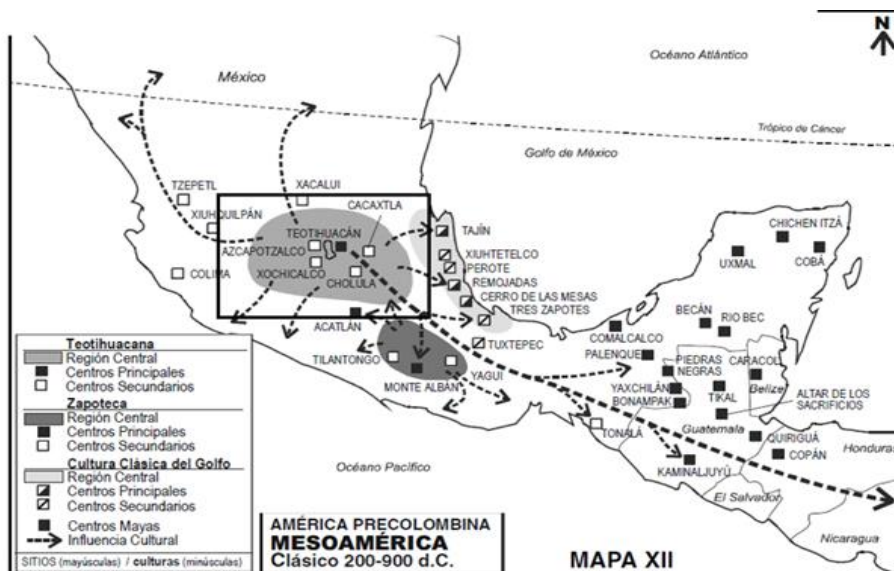 N
Océano Atlántico
México
Trópico de Cáncer
Golfo de México
TZEPETL
XACALUI
CACAXTLA
XIUHQUILPÁN
TEOTIHUACÁN
TAJÍN
CHICHEN ITZÁ
AZCAPOTZALCO
XIUHTETELCO
UXMAL
COBÁ
COLIMA
XOCHICALCO
PEROTE
CHOLULA
REMOJADAS
CERRO DE LAS MESAS
TRES ZAPOTES
BECÁN
RIO BEC
ACATLÁN
COMALCALCO
TUXTEPEC
PALENQUE
PIEDRAS
NEGRAS
CARACOL
TILANTONGO
YAGUI
MONTE ALBÁN
YAXCHILÁN
Belize
BONAMPAK
TIKAL
ALTAR DE LOS
SACRIFICIOS
TONALÁ
Guatemala
QUIRIGUÁ
Honduras
COPÁN
KAMINALJUYÚ
Océano Pacífico
El Salvador
Nicaragua
Teotihuacana
Región Central
Centros Principales
Centros Secundarios
Zapoteca
Región Central
Centros Principales
Centros Secundarios
Cultura Clásica del Golfo
Región Central
Centros Principales
Centros Secundarios
Centros Mayas
Influencia Cultural
SITIOS (mayúsculas) / culturas (minúsculas)
AMÉRICA PRECOLOMBINA
MESOAMÉRICA
Clásico 200-900 d.C.
MAPA XII